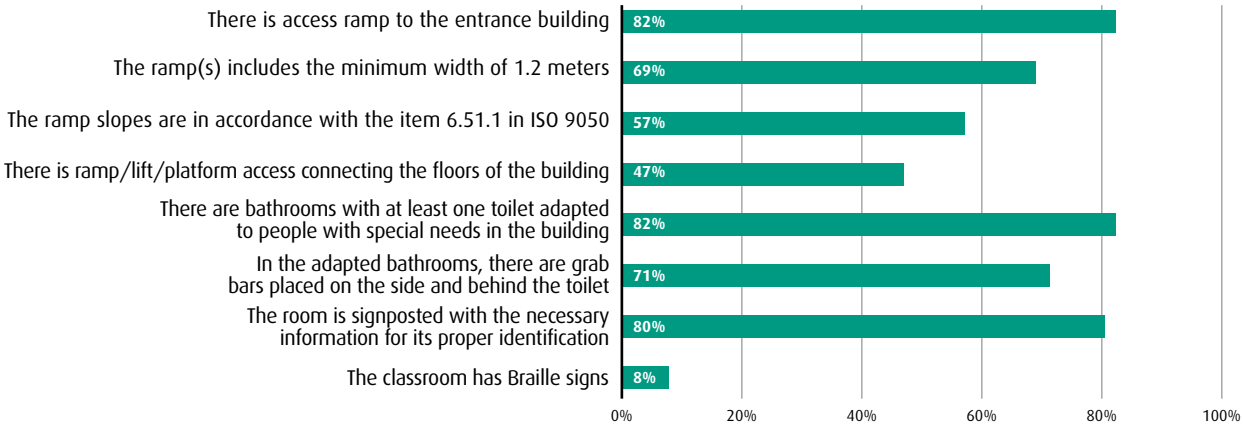 There is access ramp to the entrance building
82%
The ramp(s) includes the minimum width of 1.2 meters
69%
The ramp slopes are in accordance with the item 6.51.1 in ISO 9050
57%
There is ramp/lift/platform access connecting the floors of the building
47%
There are bathrooms with at least one toilet adapted
to people with special needs in the building
82%
In the adapted bathrooms, there are grab
bars placed on the side and behind the toilet
71%
The room is signposted with the necessary
information for its proper identification
80%
The classroom has Braille signs
8%
0% 20% 40% 60% 80% 100%